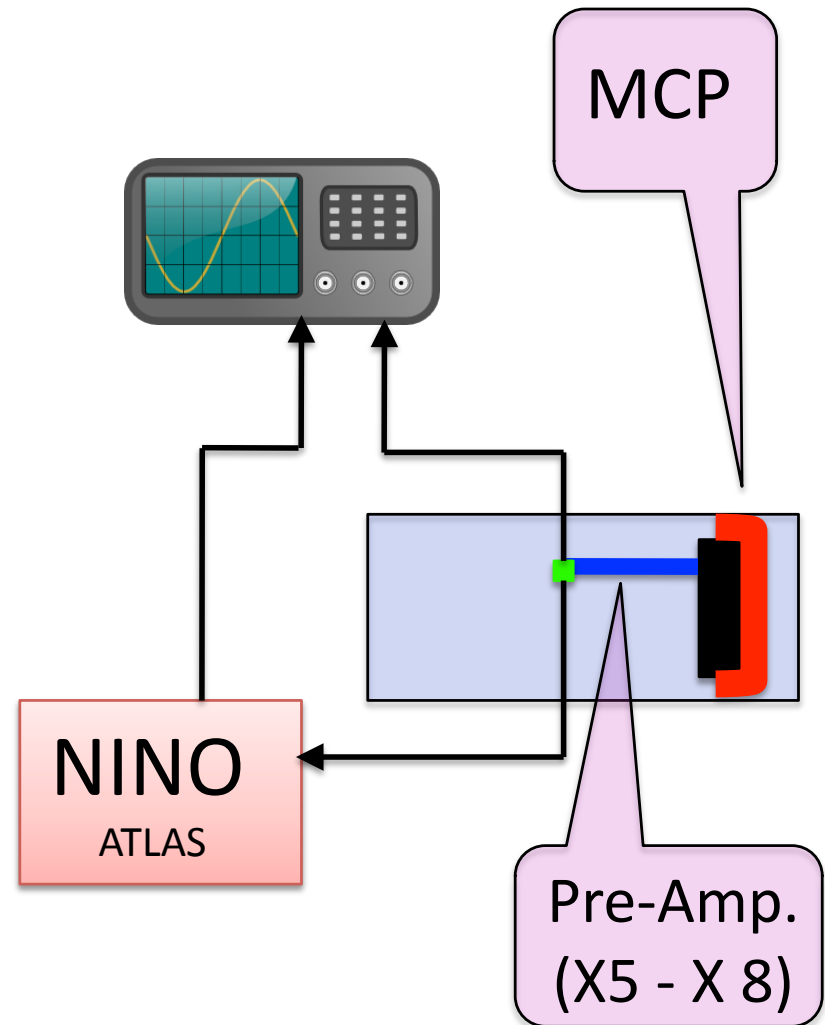 MCP
NINO
ATLAS
Pre-Amp.
(X5 - X 8)